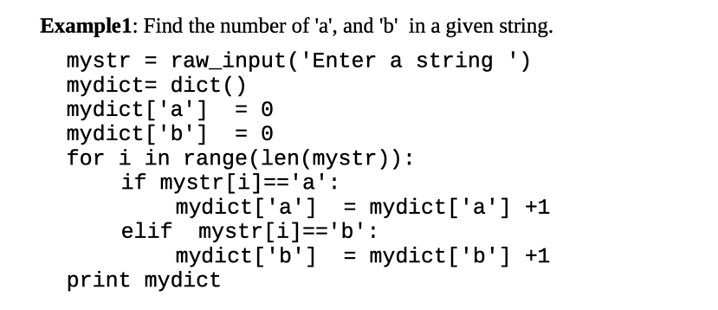 Example1: Find the number of 'a', and 'b'  in a given string.
mystr = raw_input('Enter a string ')
mydict= dict()
mydict['a']  = 0
mydict['b']  = 0
for i in range(len(mystr)):
    if mystr[i]=='a':
        mydict['a']  = mydict['a'] +1
    elif  mystr[i]=='b':
        mydict['b']  = mydict['b'] +1
print mydict